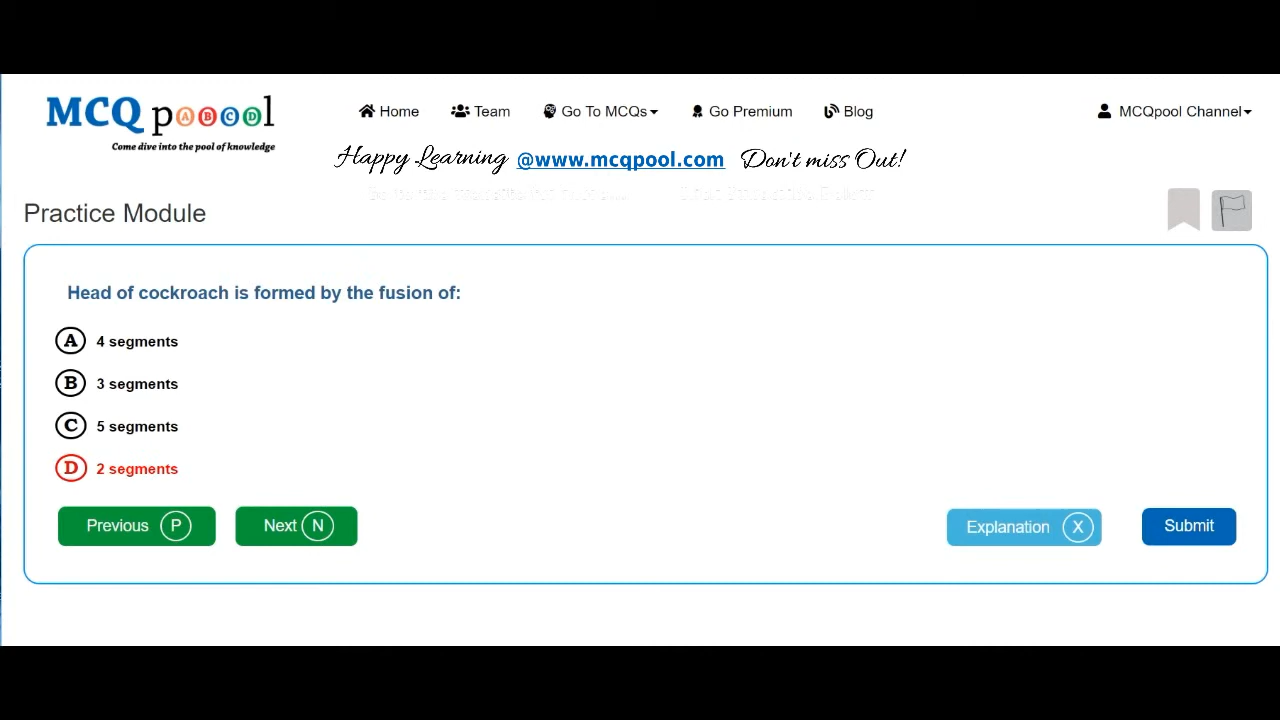 MCQ pooool
Come dive into the pool of knowledge
Home Team Go To MCQs Go Premium Blog MCQpool Channel
Happy Learning @www.mcqpool.com Don't miss Out!
Practice Module
Head of cockroach is formed by the fusion of:
A 4 segments
B 3 segments
C 5 segments
D 2 segments
Previous P Next N Explanation X Submit